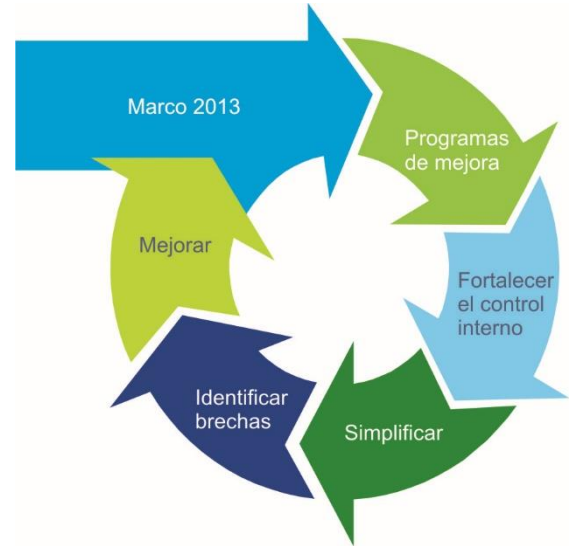 Marco 2013
Programas
de mejora
Fortalecer
el control
interno
Simplificar
Identificar
brechas
Mejorar